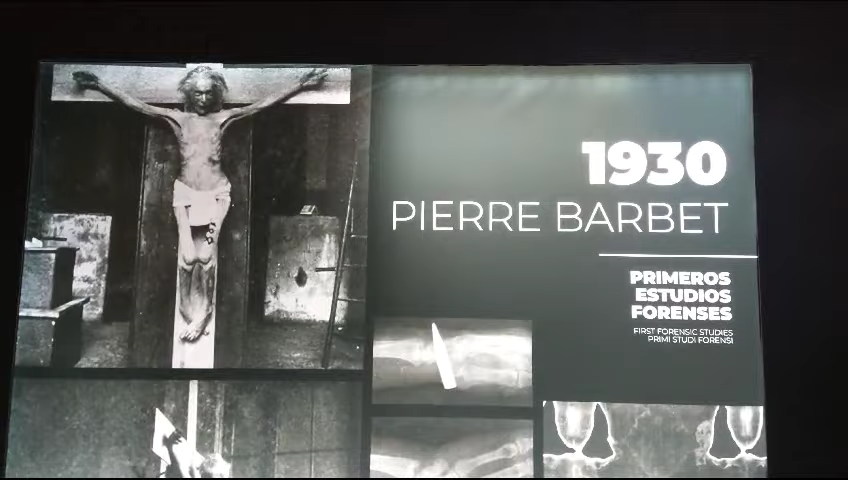 1930
PIERRE BARBET
PRIMEROS
ESTUDIOS
FORENSES
FIRST FORENSIC STUDIES
PRIMI STUDI FORENSI